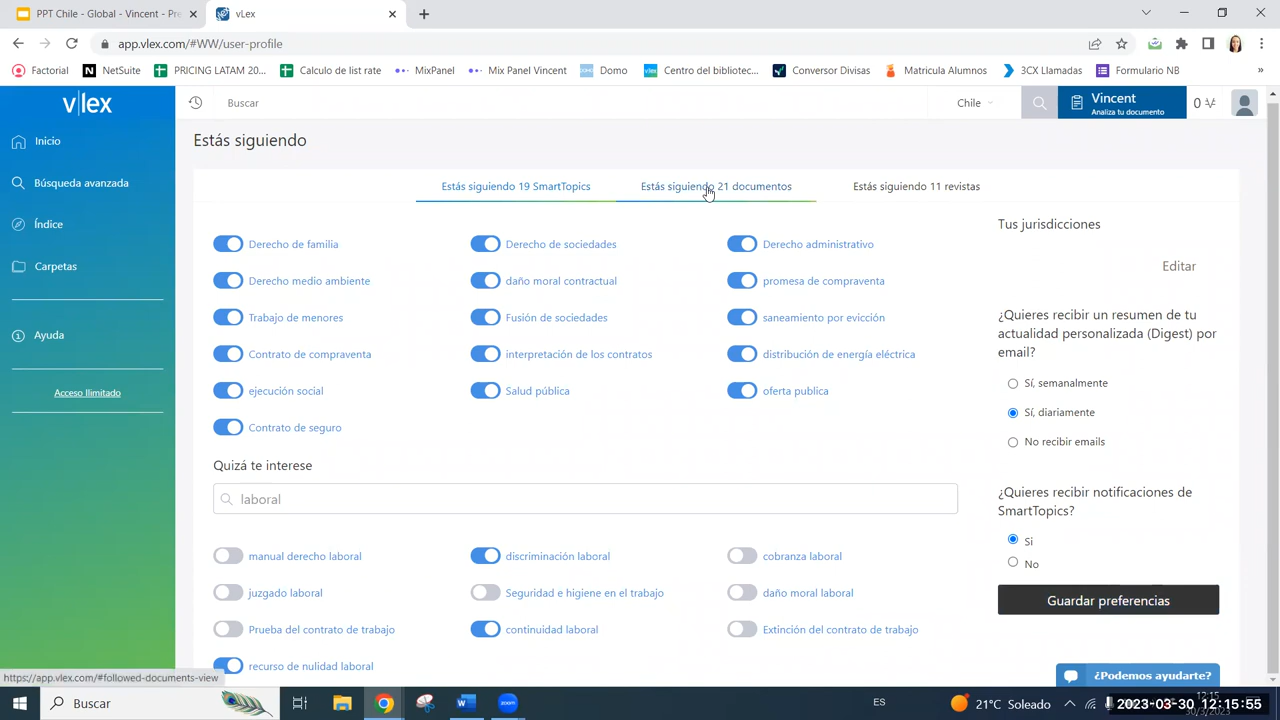 PPT Chile - Global - Vincent - Pre
vLex
app.vlex.com/#WW/user-profile
Factorial
NetSuite
PRICING LATAM 20...
Calculo de list rate
MixPanel
Mix Panel Vincent
Domo
Centro del bibliotec...
Conversor Divisas
Matricula Alumnos
3CX Llamadas
Formulario NB
»
v|lex
Buscar
Chile
Vincent
Analiza tu documento
0
Inicio
Búsqueda avanzada
Índice
Carpetas
Ayuda
Acceso Ilimitado
Estás siguiendo
Estás siguiendo 19 SmartTopics
Estás siguiendo 21 documentos
Estás siguiendo 11 revistas
Derecho de familia
Derecho de sociedades
Derecho administrativo
Derecho medio ambiente
daño moral contractual
promesa de compraventa
Trabajo de menores
Fusión de sociedades
saneamiento por evicción
Contrato de compraventa
interpretación de los contratos
distribución de energía eléctrica
ejecución social
Salud pública
oferta publica
Contrato de seguro
Quizá te interese
laboral
manual derecho laboral
discriminación laboral
cobranza laboral
juzgado laboral
Seguridad e higiene en el trabajo
daño moral laboral
Prueba del contrato de trabajo
continuidad laboral
Extinción del contrato de trabajo
recurso de nulidad laboral
Tus jurisdicciones
Editar
¿Quieres recibir un resumen de tu
actualidad personalizada (Digest) por
email?
Sí, semanalmente
Sí, diariamente
No recibir emails
¿Quieres recibir notificaciones de
SmartTopics?
Si
No
Guardar preferencias
¿Podemos ayudarte?
https://app.vlex.com/#followed-documents-view
Buscar
zoom
ES
21°C Soleado
12:15
2023-03-30 12:15:55
30/3/2023